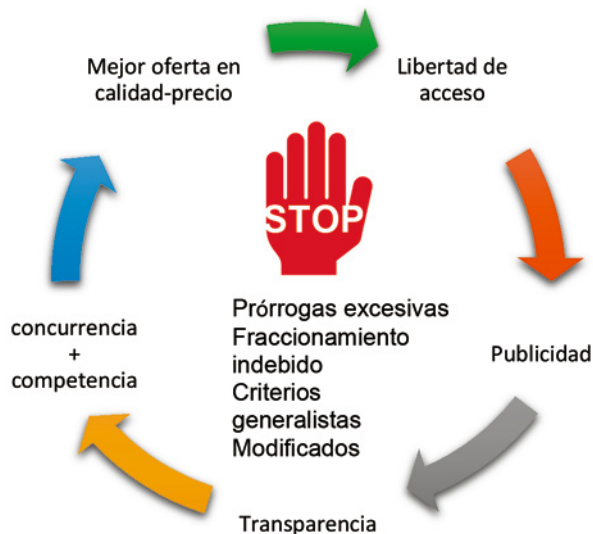 Mejor oferta en
calidad-precio
Libertad de
acceso
STOP
Prórrogas excesivas
Fraccionamiento
indebido
Criterios
generalistas
Modificados
concurrencia
+
competencia
Publicidad
Transparencia